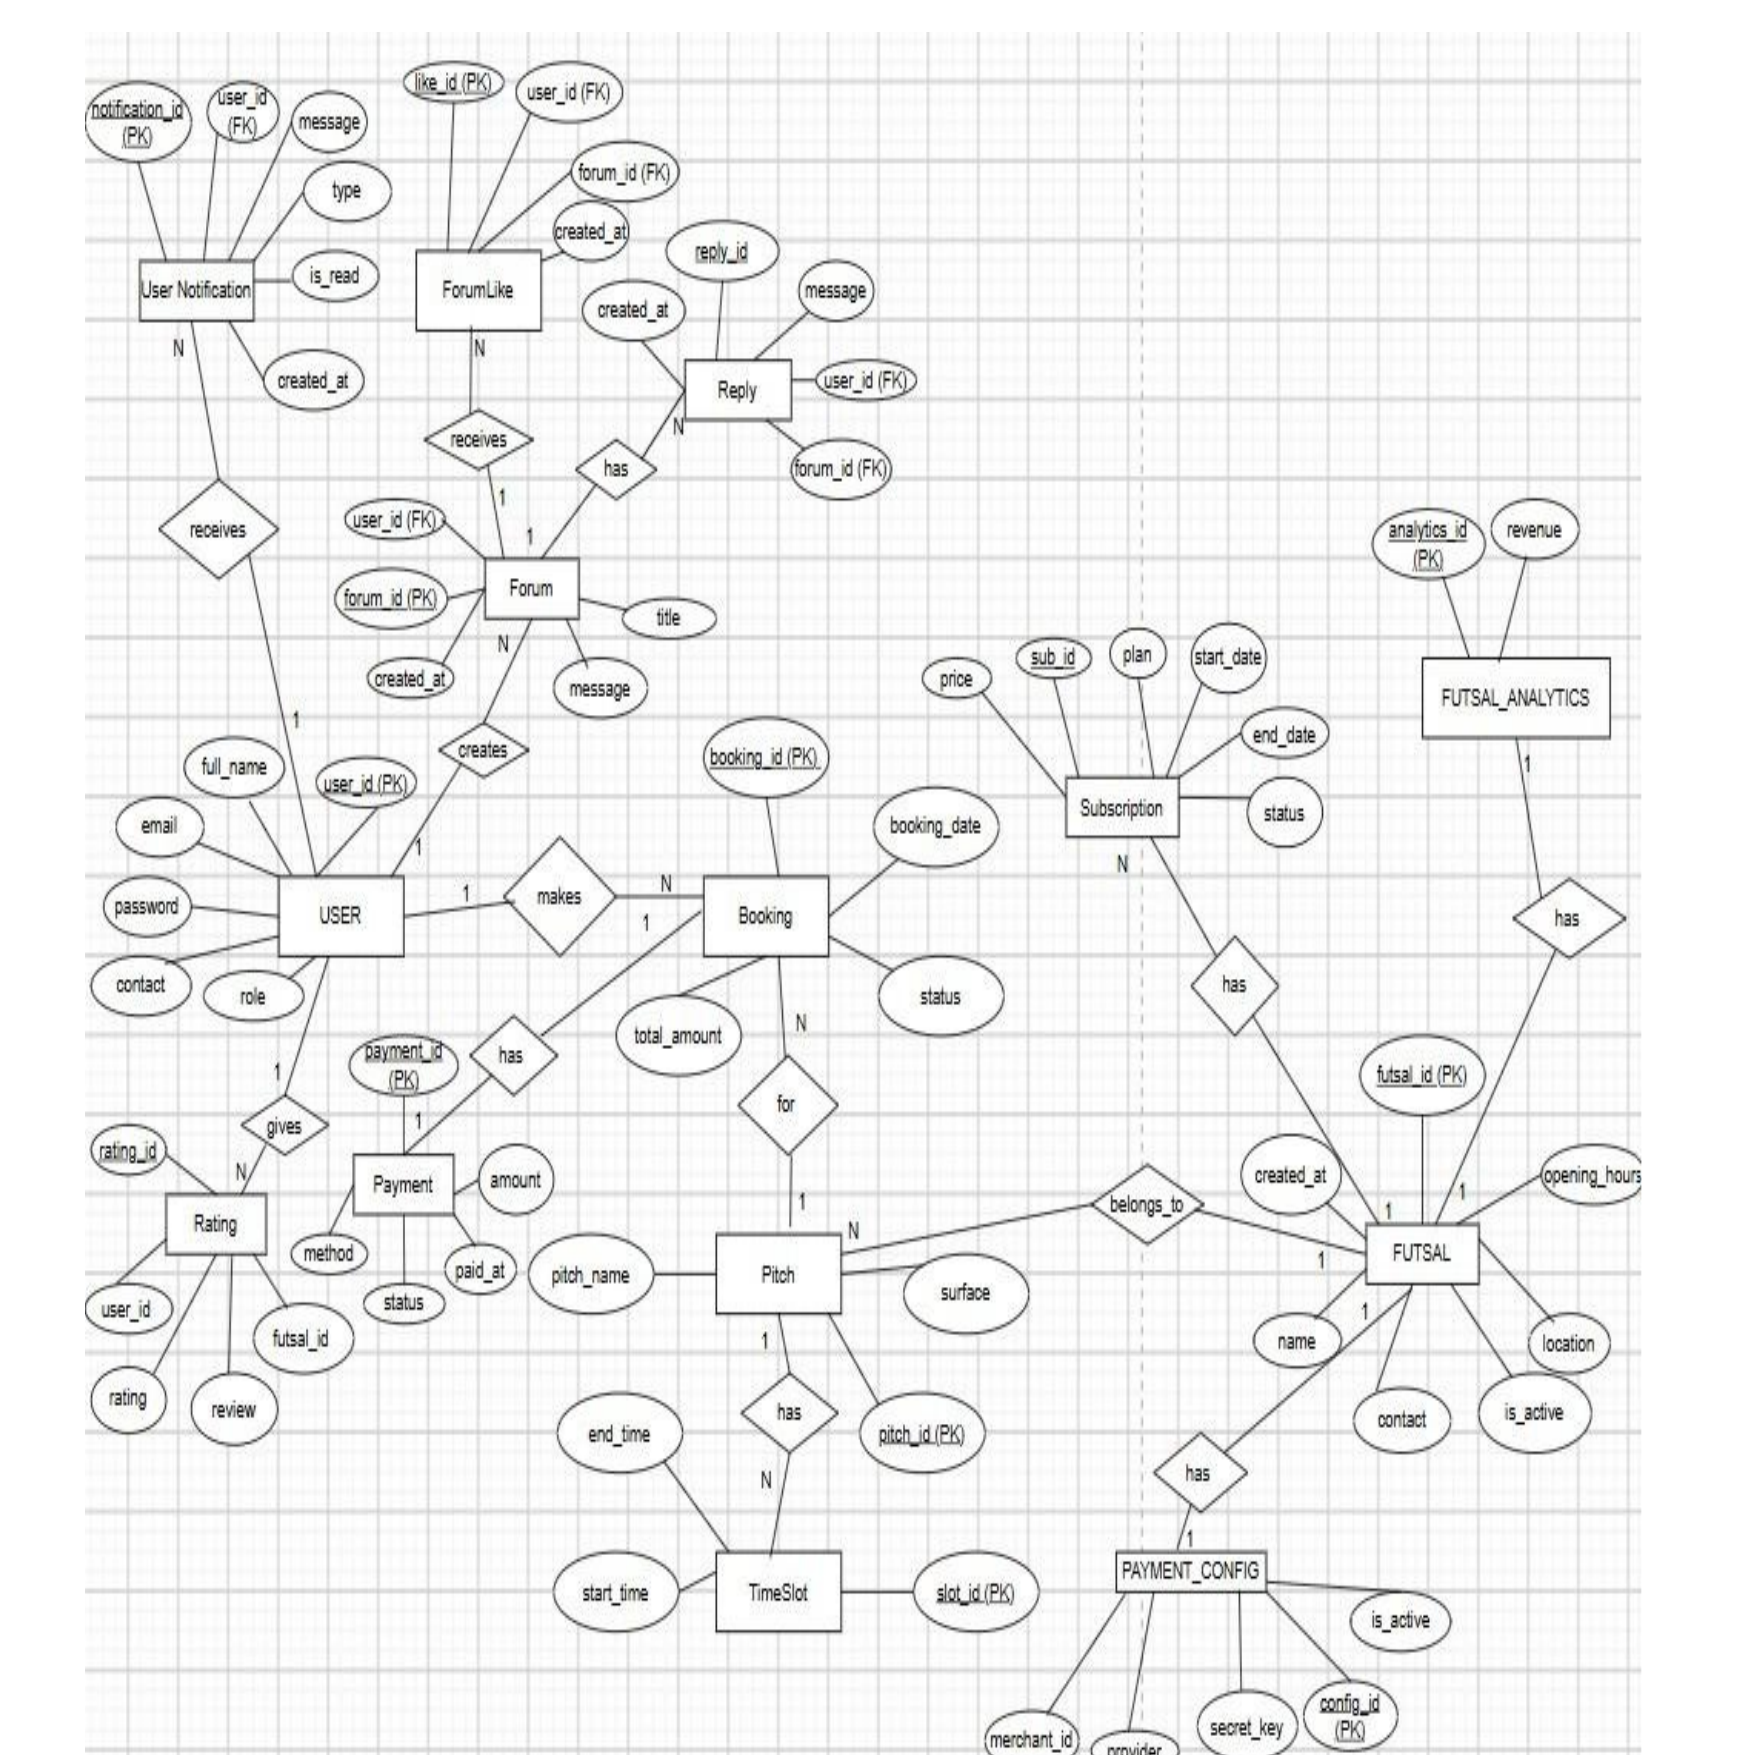 like_id (PK)
user_id (FK)
notification_id
(PK)
user_id
(FK)
message
forum_id (FK)
type
created_at
reply_id
is_read
User Notification
ForumLike
message
created_at
N
N
created_at
Reply
user_id (FK)
N
receives
has
forum_id (FK)
1
user_id (FK)
1
receives
analytics_id
(PK)
revenue
Forum
forum_id (PK)
title
N
created_at
message
price
sub_id
plan
start_date
FUTSAL_ANALYTICS
1
creates
full_name
user_id (PK)
booking_id (PK)
end_date
1
email
booking_date
Subscription
status
1
N
password
USER
1
makes
N
1
Booking
has
contact
role
total_amount
status
has
N
1
payment_id
(PK)
has
for
futsal_id (PK)
1
gives
rating_id
N
Payment
amount
created_at
opening_hours
belongs_to
1
1
1
Rating
N
1
FUTSAL
method
paid_at
pitch_name
Pitch
surface
user_id
status
futsal_id
1
1
name
location
rating
review
has
end_time
pitch_id (PK)
contact
is_active
N
has
1
start_time
TimeSlot
slot_id (PK)
PAYMENT_CONFIG
is_active
merchant_id
provider
secret_key
config_id
(PK)